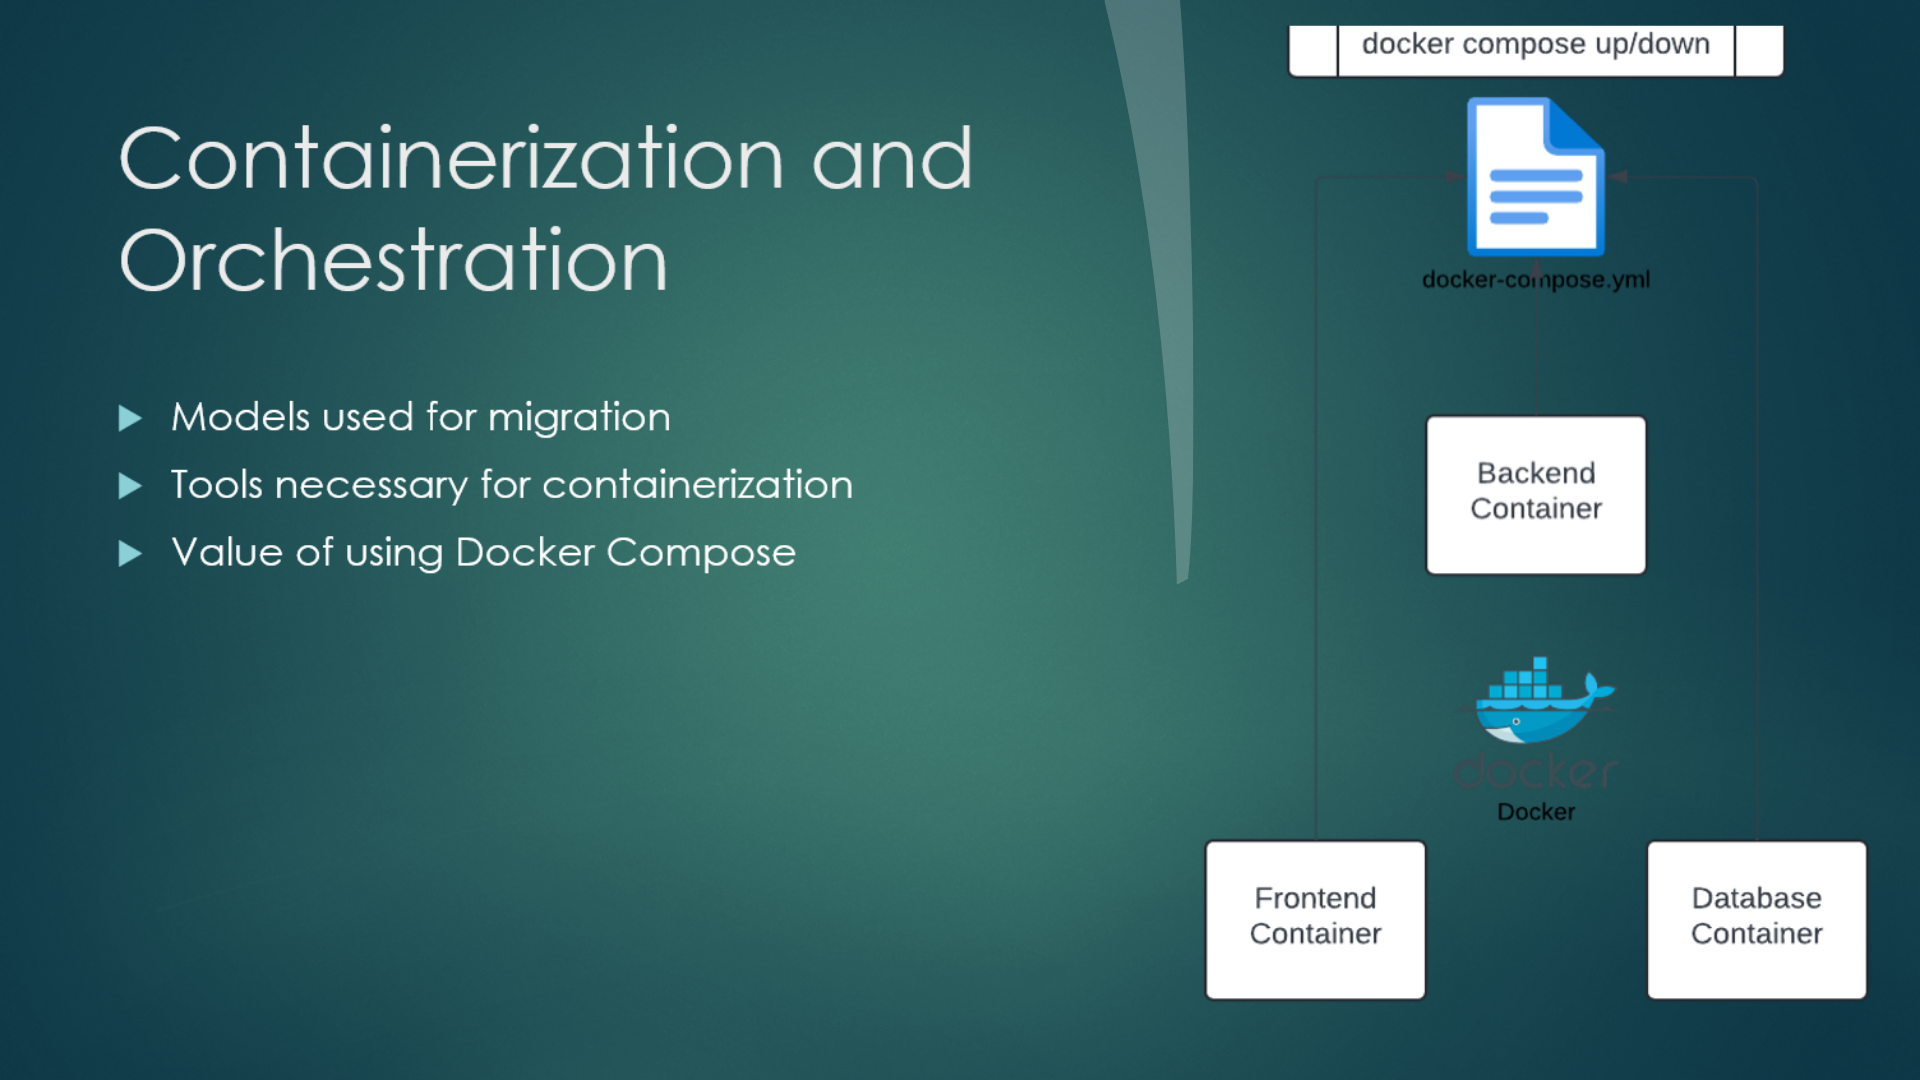 Containerization and
Orchestration
Models used for migration
Tools necessary for containerization
Value of using Docker Compose
docker compose up/down
docker-compose.yml
Backend
Container
docker
Docker
Frontend
Container
Database
Container